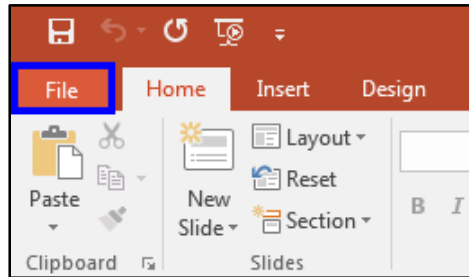 File Home Insert Design
Paste
New Slide
Layout
Reset
Section
B I
Clipboard Slides